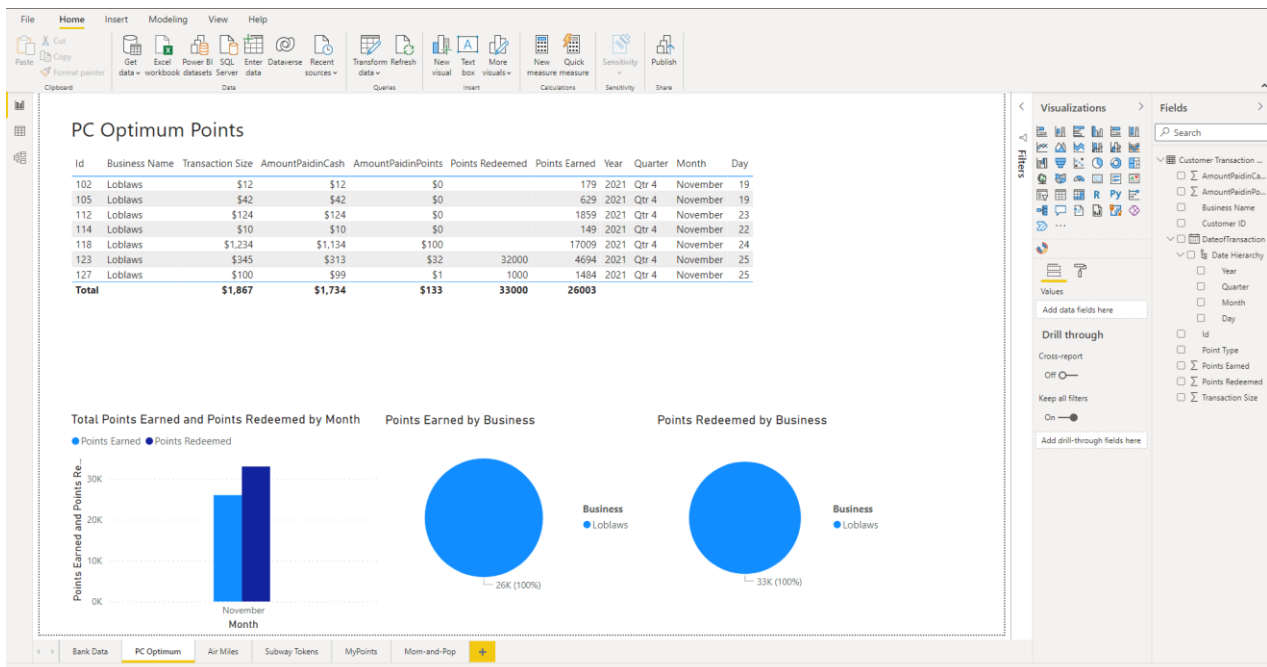 File Home Insert Modeling View Help
Paste
Cut
Copy
Format painter
Clipboard
Get data
Excel workbook
Power BI datasets
SQL Server
Enter data
Dataverse
Recent sources
Data
Transform data
Refresh
Queries
New visual
Text box
More visuals
Insert
New measure
Quick measure
Calculations
Sensitivity
Sensitivity
Publish
Share
PC Optimum Points
Id Business Name Transaction Size AmountPaidinCash AmountPaidinPoints Points Redeemed Points Earned Year Quarter Month Day
102 Loblaws $12 $12 $0 179 2021 Qtr 4 November 19
105 Loblaws $42 $42 $0 629 2021 Qtr 4 November 19
112 Loblaws $124 $124 $0 1859 2021 Qtr 4 November 23
114 Loblaws $10 $10 $0 149 2021 Qtr 4 November 22
118 Loblaws $1,234 $1,134 $100 17009 2021 Qtr 4 November 24
123 Loblaws $345 $313 $32 32000 4694 2021 Qtr 4 November 25
127 Loblaws $100 $99 $1 1000 1484 2021 Qtr 4 November 25
Total $1,867 $1,734 $133 33000 26003
Total Points Earned and Points Redeemed by Month
Points Earned Points Redeemed
Points Earned and Points Re...
30K
20K
10K
0K
November
Month
Points Earned by Business
Business
Loblaws
26K (100%)
Points Redeemed by Business
Business
Loblaws
33K (100%)
Filters
Visualizations
R Py
Values
Add data fields here
Drill through
Cross-report
Off
Keep all filters
On
Add drill-through fields here
Fields
Search
Customer Transaction ...
AmountPaidinCa...
AmountPaidinPo...
Business Name
Customer ID
DateofTransaction
Date Hierarchy
Year
Quarter
Month
Day
Id
Point Type
Points Earned
Points Redeemed
Transaction Size
Bank Data PC Optimum Air Miles Subway Tokens MyPoints Mom-and-Pop +